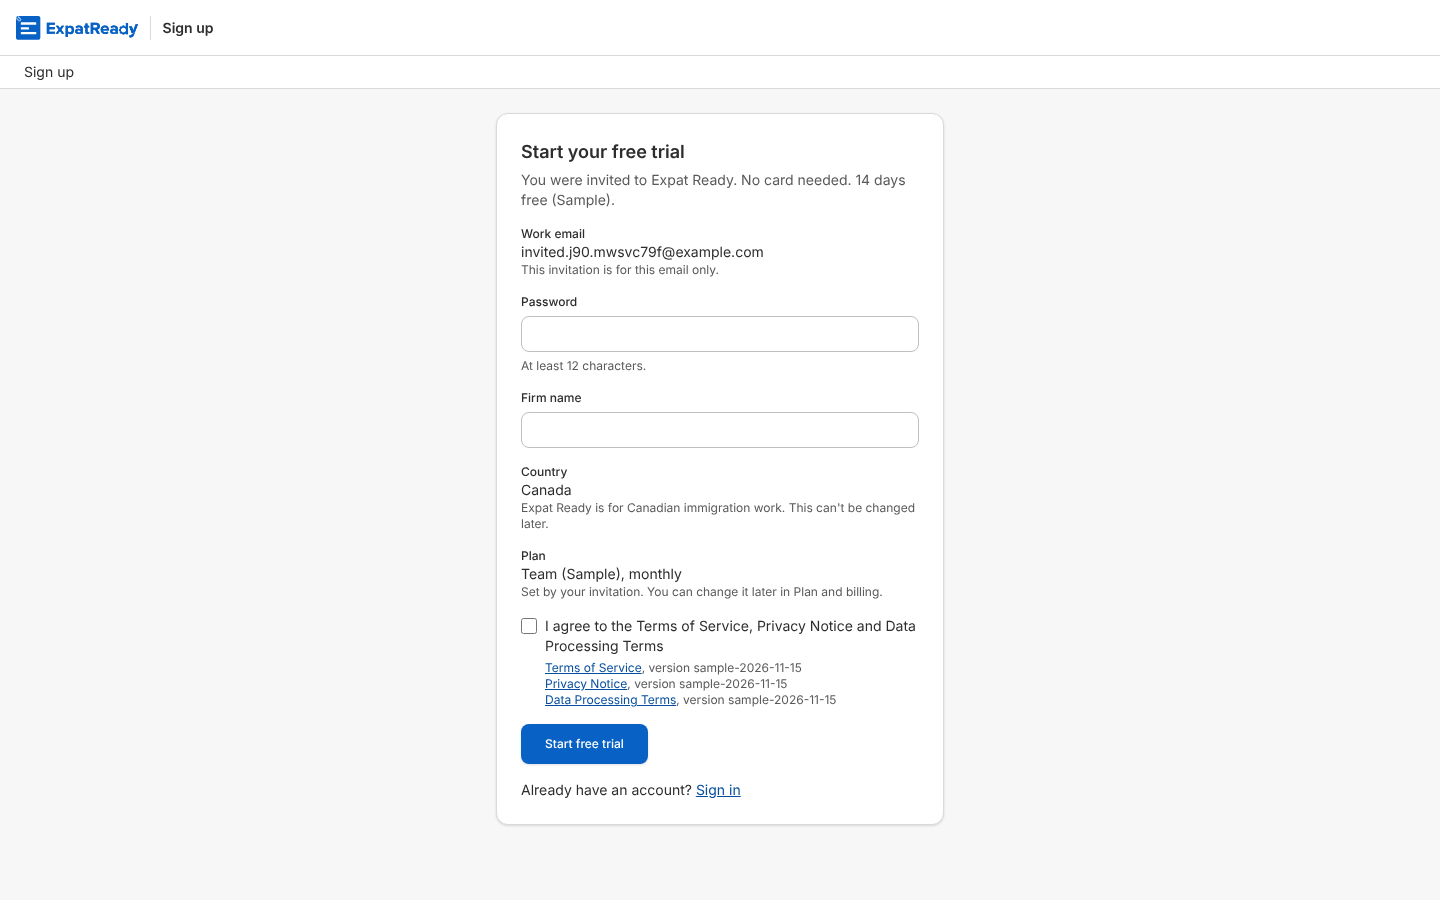 ExpatReady
Sign up
Sign up
Start your free trial
You were invited to Expat Ready. No card needed. 14 days
free (Sample).
Work email
invited.j90.mwsvc79f@example.com
This invitation is for this email only.
Password
At least 12 characters.
Firm name
Country
Canada
Expat Ready is for Canadian immigration work. This can't be changed
later.
Plan
Team (Sample), monthly
Set by your invitation. You can change it later in Plan and billing.
I agree to the Terms of Service, Privacy Notice and Data
Processing Terms
Terms of Service, version sample-2026-11-15
Privacy Notice, version sample-2026-11-15
Data Processing Terms, version sample-2026-11-15
Start free trial
Already have an account? Sign in